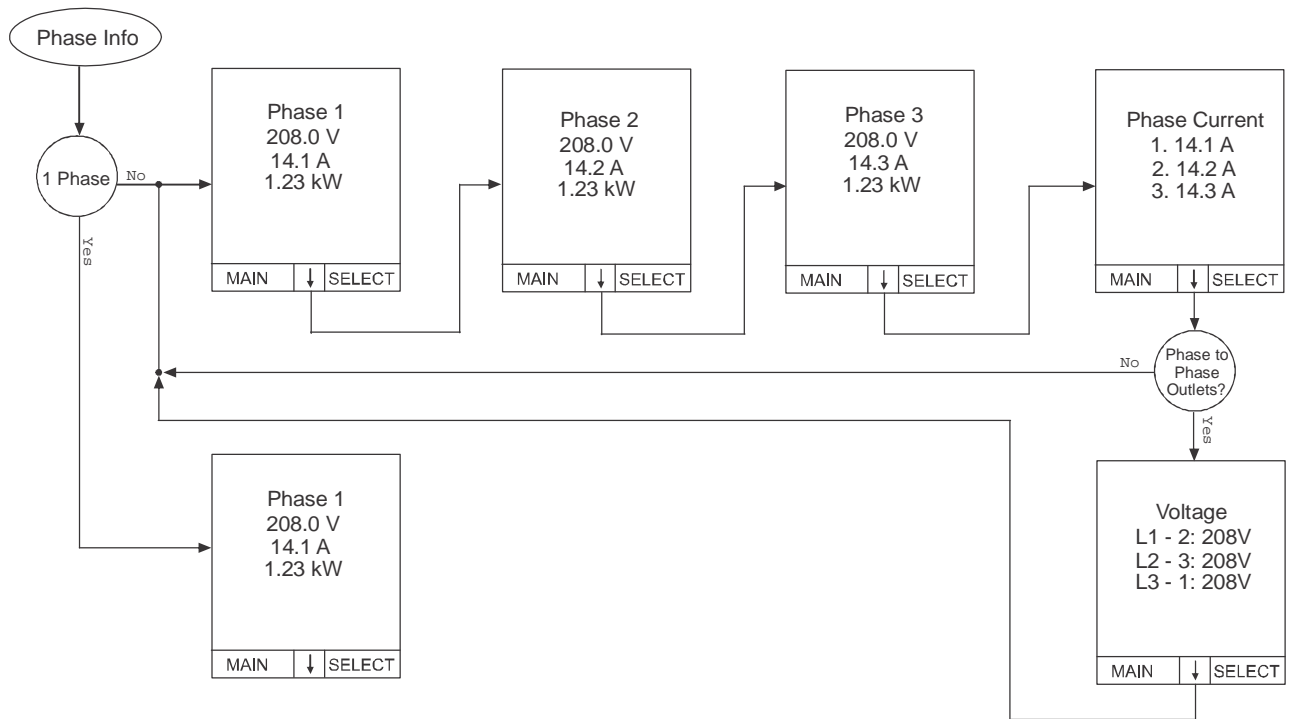 Phase Info
1 Phase
No
Yes
Phase 1
208.0 V
14.1 A
1.23 kW
MAIN ↓ SELECT
Phase 2
208.0 V
14.2 A
1.23 kW
MAIN ↓ SELECT
Phase 3
208.0 V
14.3 A
1.23 kW
MAIN ↓ SELECT
Phase Current
1. 14.1 A
2. 14.2 A
3. 14.3 A
MAIN ↓ SELECT
Phase to
Phase
Outlets?
No
Yes
Phase 1
208.0 V
14.1 A
1.23 kW
MAIN ↓ SELECT
Voltage
L1 - 2: 208V
L2 - 3: 208V
L3 - 1: 208V
MAIN ↓ SELECT